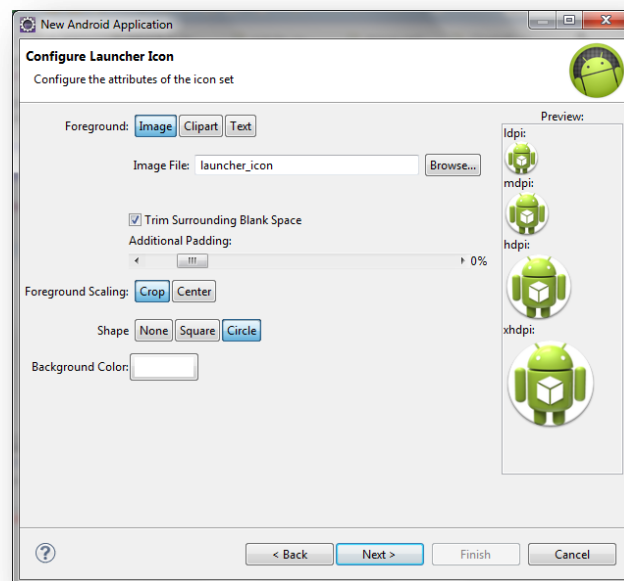 New Android Application
Configure Launcher Icon
Configure the attributes of the icon set
Foreground: Image Clipart Text
Image File: launcher_icon Browse...
Trim Surrounding Blank Space
Additional Padding:
0%
Foreground Scaling: Crop Center
Shape None Square Circle
Background Color:
Preview:
ldpi:
mdpi:
hdpi:
xhdpi:
? < Back Next > Finish Cancel